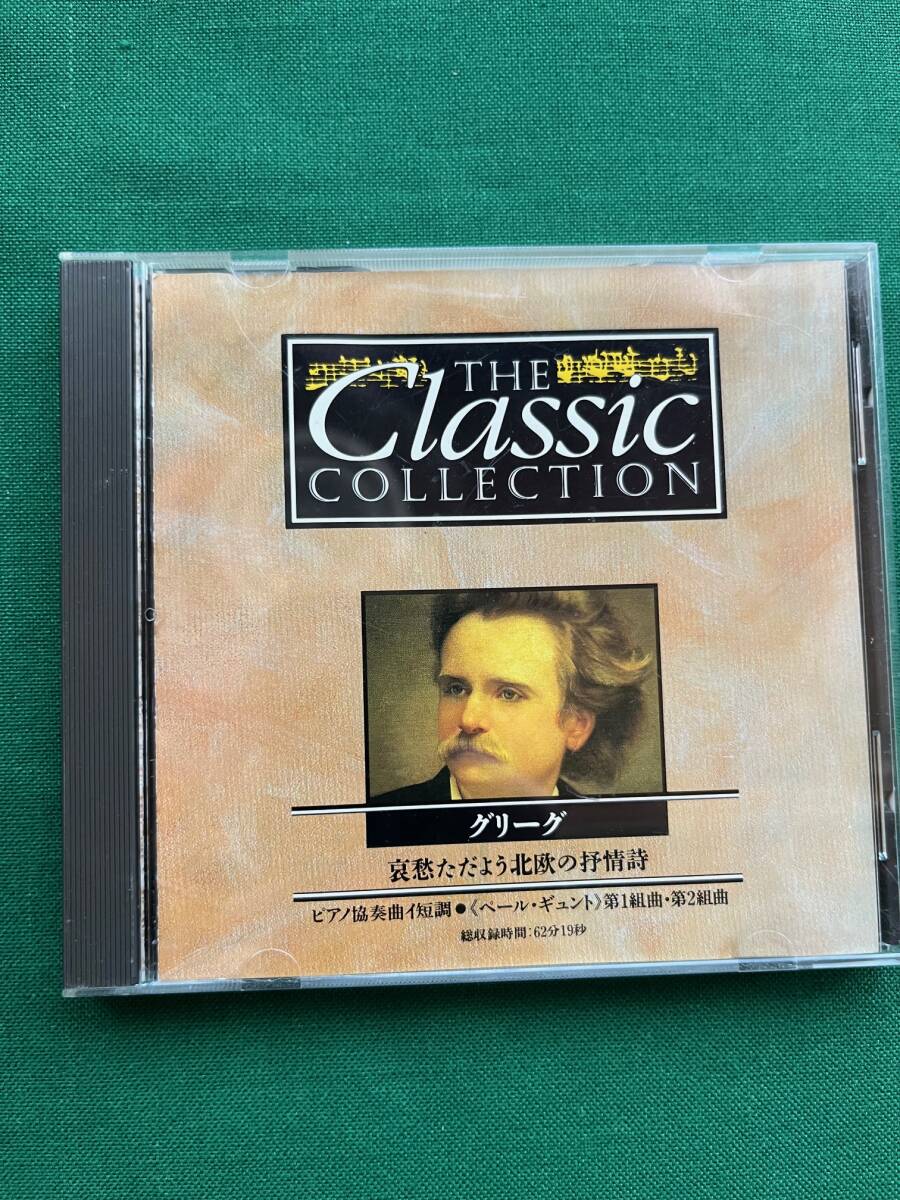 THE
Classic
COLLECTION
グリーグ
哀愁ただよう北欧の抒情詩
ピアノ協奏曲イ短調●《ペール・ギュント》第1組曲・第2組曲
総収録時間:62分19秒